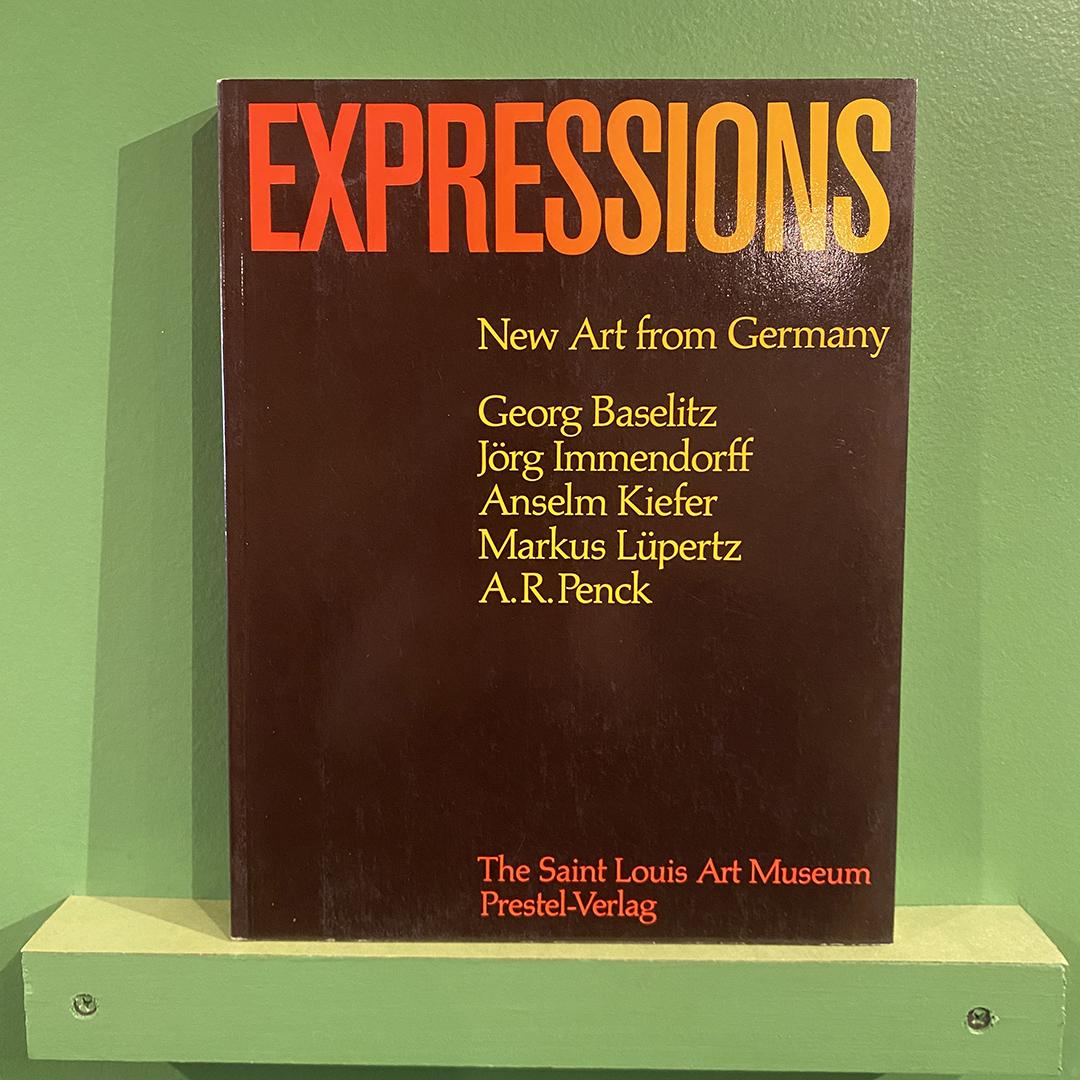 EXPRESSIONS
New Art from Germany
Georg Baselitz
Jörg Immendorff
Anselm Kiefer
Markus Lüpertz
A.R.Penck
The Saint Louis Art Museum
Prestel-Verlag